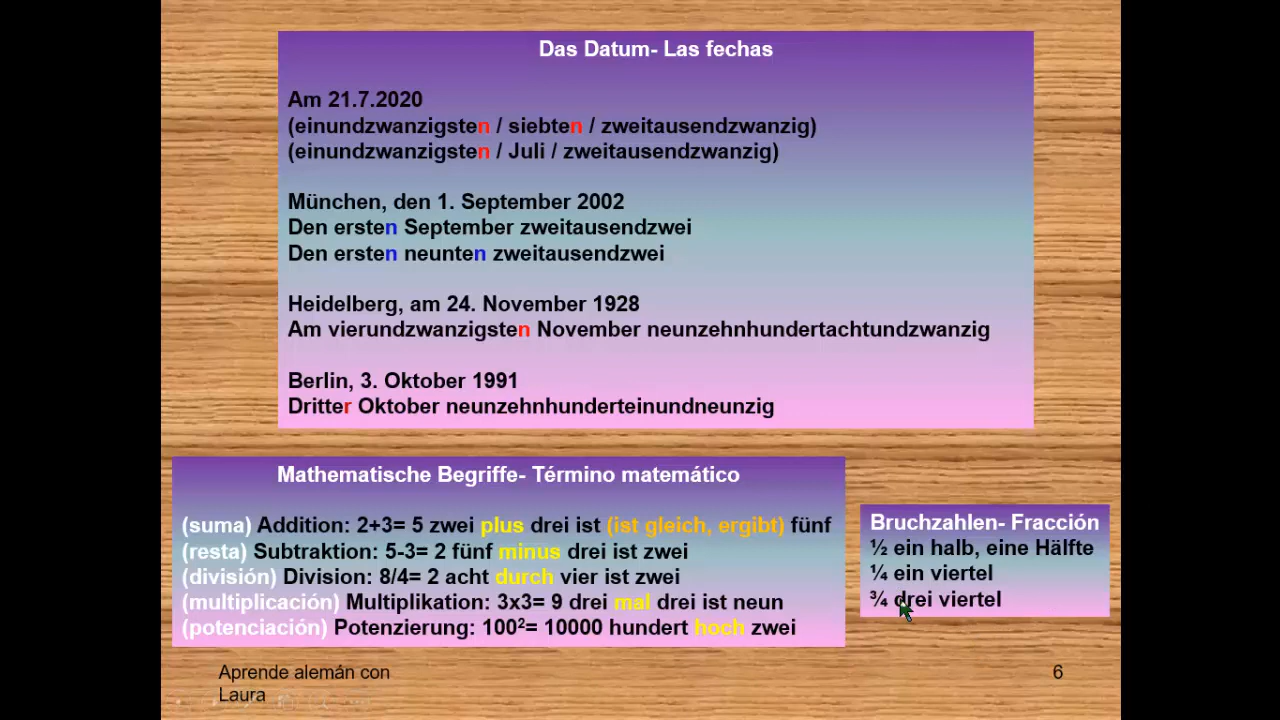 Das Datum- Las fechas
Am 21.7.2020
(einundzwanzigsten / siebten / zweitausendzwanzig)
(einundzwanzigsten / Juli / zweitausendzwanzig)
München, den 1. September 2002
Den ersten September zweitausendzwei
Den ersten neunten zweitausendzwei
Heidelberg, am 24. November 1928
Am vierundzwanzigsten November neunzehnhundertachtundzwanzig
Berlin, 3. Oktober 1991
Dritter Oktober neunzehnhunderteinundneunzig
Mathematische Begriffe- Término matemático
(suma) Addition: 2+3= 5 zwei plus drei ist (ist gleich, ergibt) fünf
(resta) Subtraktion: 5-3= 2 fünf minus drei ist zwei
(división) Division: 8/4= 2 acht durch vier ist zwei
(multiplicación) Multiplikation: 3x3= 9 drei mal drei ist neun
(potenciación) Potenzierung: 100²= 10000 hundert hoch zwei
Bruchzahlen- Fracción
½ ein halb, eine Hälfte
¼ ein viertel
¾ drei viertel
Aprende alemán con
Laura
6